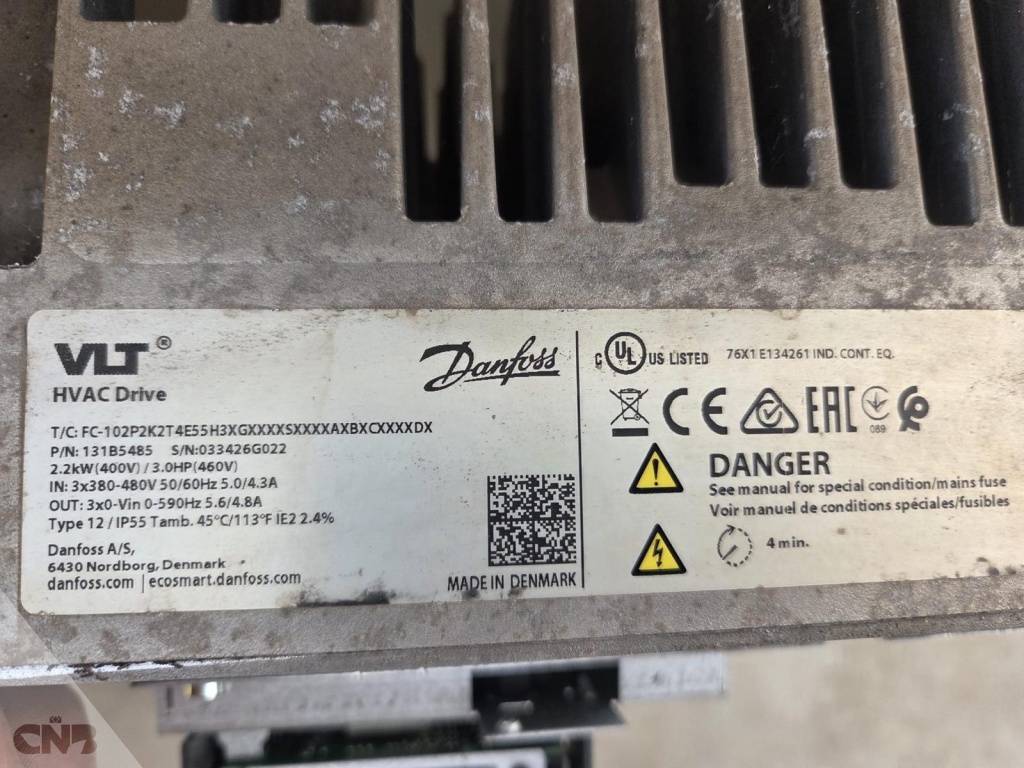 VLT®
HVAC Drive
Danfoss
T/C: FC-102P2K2T4E55H3XGXXXXSXXXXAXBXCXXXXDX
P/N: 131B5485 S/N:033426G022
2.2kW(400V) / 3.0HP(460V)
IN: 3x380-480V 50/60Hz 5.0/4.3A
OUT: 3x0-Vin 0-590Hz 5.6/4.8A
Type 12 / IP55 Tamb. 45°C/113°F IE2 2.4%
Danfoss A/S,
6430 Nordborg, Denmark
danfoss.com | ecosmart.danfoss.com
MADE IN DENMARK
C UL US LISTED 76X1 E134261 IND. CONT. EQ.
CE EAC
089
DANGER
See manual for special condition/mains fuse
Voir manuel de conditions spéciales/fusibles
4 min.
CNB